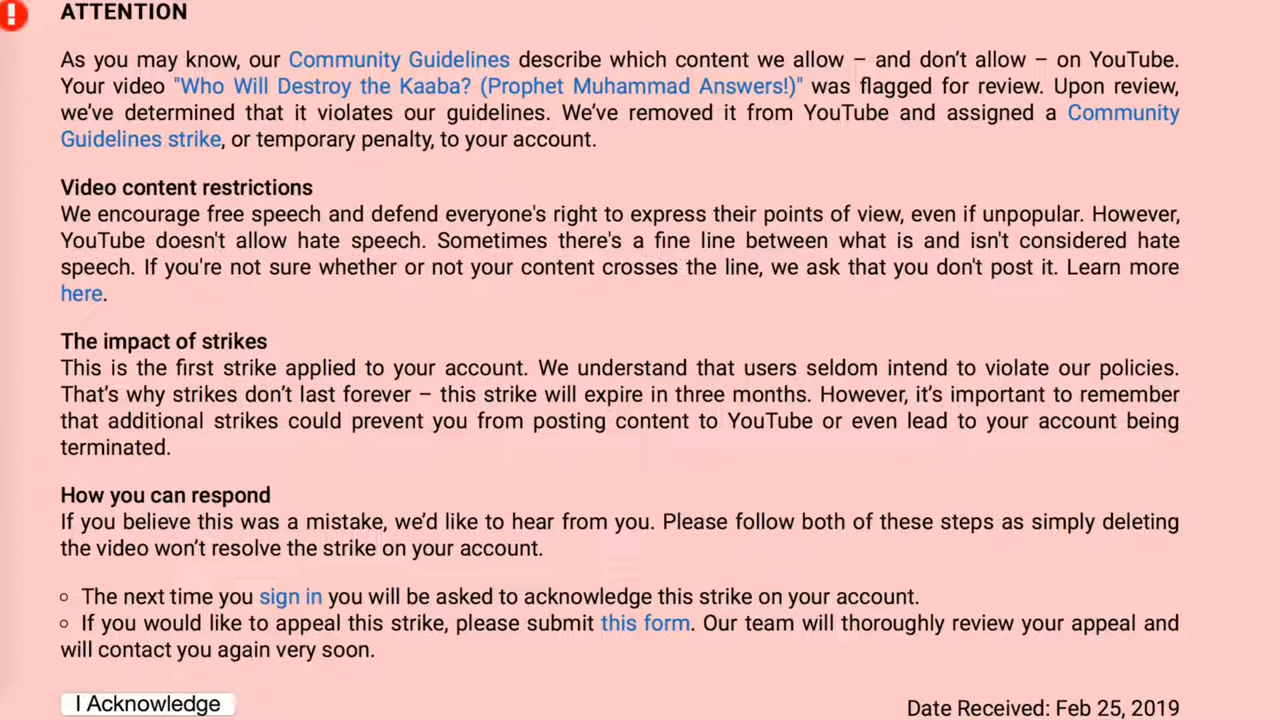 ATTENTION
As you may know, our Community Guidelines describe which content we allow – and don’t allow – on YouTube.
Your video "Who Will Destroy the Kaaba? (Prophet Muhammad Answers!)" was flagged for review. Upon review,
we’ve determined that it violates our guidelines. We’ve removed it from YouTube and assigned a Community
Guidelines strike, or temporary penalty, to your account.
Video content restrictions
We encourage free speech and defend everyone's right to express their points of view, even if unpopular. However,
YouTube doesn't allow hate speech. Sometimes there's a fine line between what is and isn't considered hate
speech. If you're not sure whether or not your content crosses the line, we ask that you don't post it. Learn more
here.
The impact of strikes
This is the first strike applied to your account. We understand that users seldom intend to violate our policies.
That’s why strikes don’t last forever – this strike will expire in three months. However, it’s important to remember
that additional strikes could prevent you from posting content to YouTube or even lead to your account being
terminated.
How you can respond
If you believe this was a mistake, we’d like to hear from you. Please follow both of these steps as simply deleting
the video won’t resolve the strike on your account.
◦ The next time you sign in you will be asked to acknowledge this strike on your account.
◦ If you would like to appeal this strike, please submit this form. Our team will thoroughly review your appeal and
will contact you again very soon.
I Acknowledge
Date Received: Feb 25, 2019